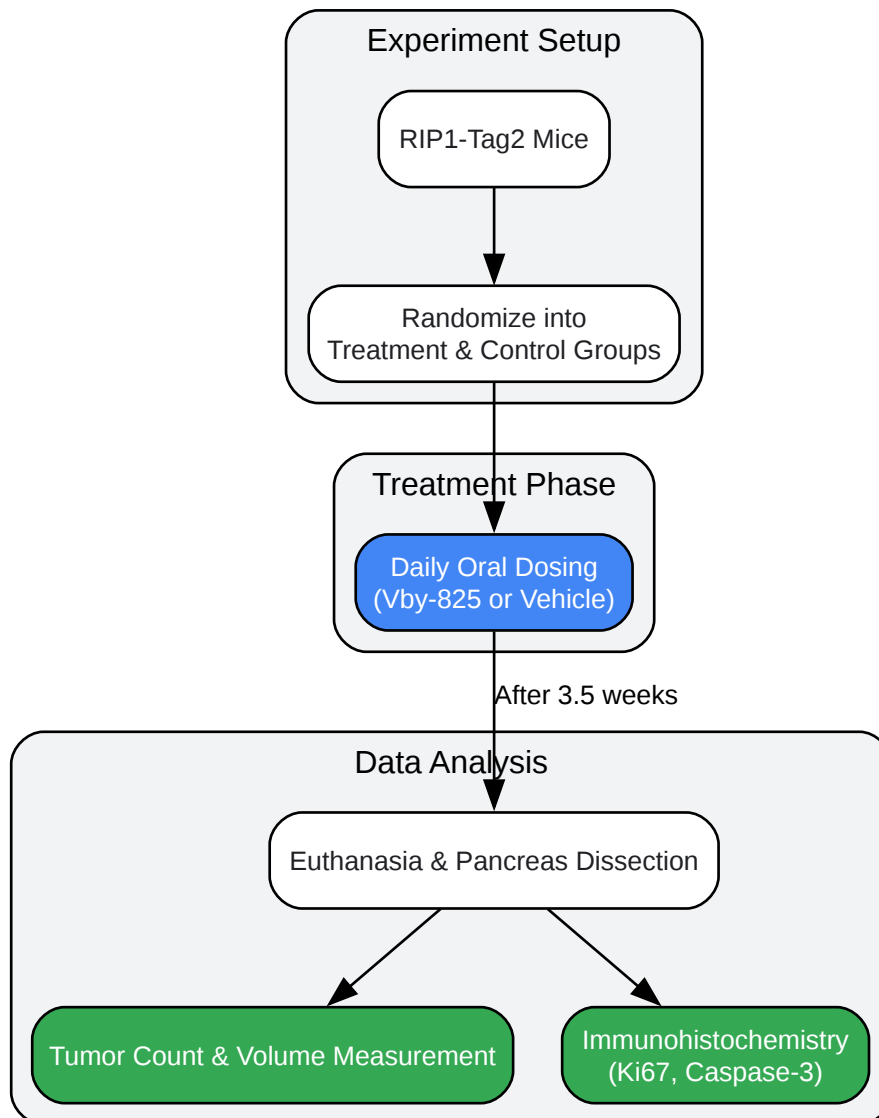 Experiment Setup
RIP1-Tag2 Mice
Randomize into
Treatment & Control Groups
Treatment Phase
Daily Oral Dosing
(Vby-825 or Vehicle)
After 3.5 weeks
Data Analysis
Euthanasia & Pancreas Dissection
Tumor Count & Volume Measurement
Immunohistochemistry
(Ki67, Caspase-3)